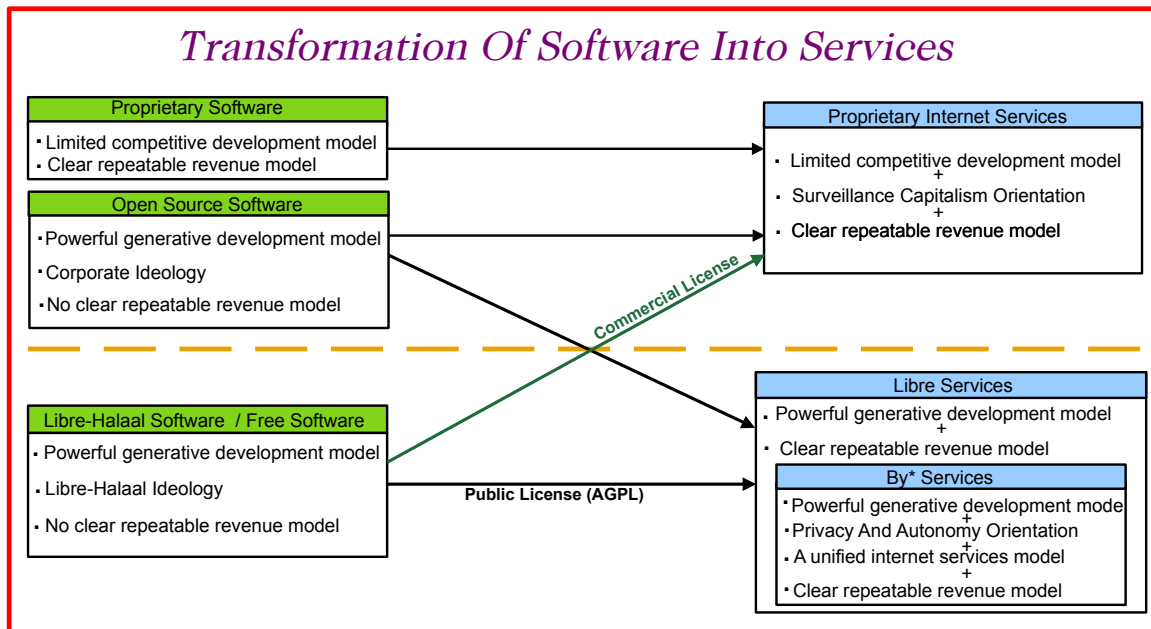 Transformation Of Software Into Services
Proprietary Software
· Limited competitive development model
· Clear repeatable revenue model
Open Source Software
· Powerful generative development model
· Corporate Ideology
· No clear repeatable revenue model
Proprietary Internet Services
· Limited competitive development model
+
· Surveillance Capitalism Orientation
+
· Clear repeatable revenue model
Commercial License
Libre-Halaal Software / Free Software
· Powerful generative development model
· Libre-Halaal Ideology
· No clear repeatable revenue model
Public License (AGPL)
Libre Services
· Powerful generative development model
+
· Clear repeatable revenue model
By* Services
· Powerful generative development mode
+
· Privacy And Autonomy Orientation
+
· A unified internet services model
+
· Clear repeatable revenue model